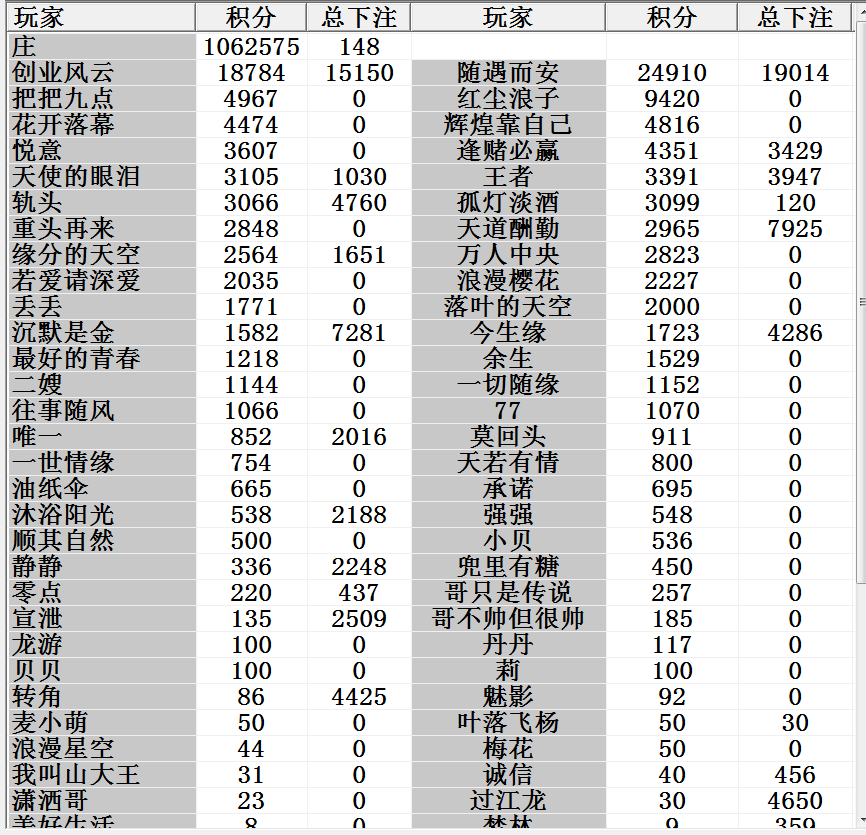 玩家 积分 总下注 玩家 积分 总下注
庄 1062575 148
创业风云 18784 15150 随遇而安 24910 19014
把把九点 4967 0 红尘浪子 9420 0
花开落幕 4474 0 辉煌靠自己 4816 0
悦意 3607 0 逢赌必赢 4351 3429
天使的眼泪 3105 1030 王者 3391 3947
轨头 3066 4760 孤灯淡酒 3099 120
重头再来 2848 0 天道酬勤 2965 7925
缘分的天空 2564 1651 万人中央 2823 0
若爱请深爱 2035 0 浪漫樱花 2227 0
丢丢 1771 0 落叶的天空 2000 0
沉默是金 1582 7281 今生缘 1723 4286
最好的青春 1218 0 余生 1529 0
二嫂 1144 0 一切随缘 1152 0
往事随风 1066 0 77 1070 0
唯一 852 2016 莫回头 911 0
一世情缘 754 0 天若有情 800 0
油纸伞 665 0 承诺 695 0
沐浴阳光 538 2188 强强 548 0
顺其自然 500 0 小贝 536 0
静静 336 2248 兜里有糖 450 0
零点 220 437 哥只是传说 257 0
宣泄 135 2509 哥不帅但很帅 185 0
龙游 100 0 丹丹 117 0
贝贝 100 0 莉 100 0
转角 86 4425 魅影 92 0
麦小萌 50 0 叶落飞杨 50 30
浪漫星空 44 0 梅花 50 0
我叫山大王 31 0 诚信 40 456
潇洒哥 23 0 过江龙 30 4650
美好生活 8 0 梦林 9 359